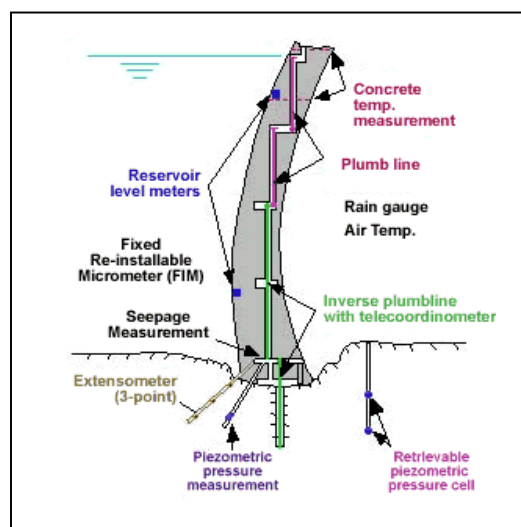 Concrete
temp.
measurement
Plumb line
Reservoir
level meters
Rain gauge
Air Temp.
Fixed
Re-installable
Micrometer (FIM)
Inverse plumbline
with telecoordinometer
Seepage
Measurement
Extensometer
(3-point)
Piezometric
pressure
measurement
Retrievable
piezometric
pressure cell